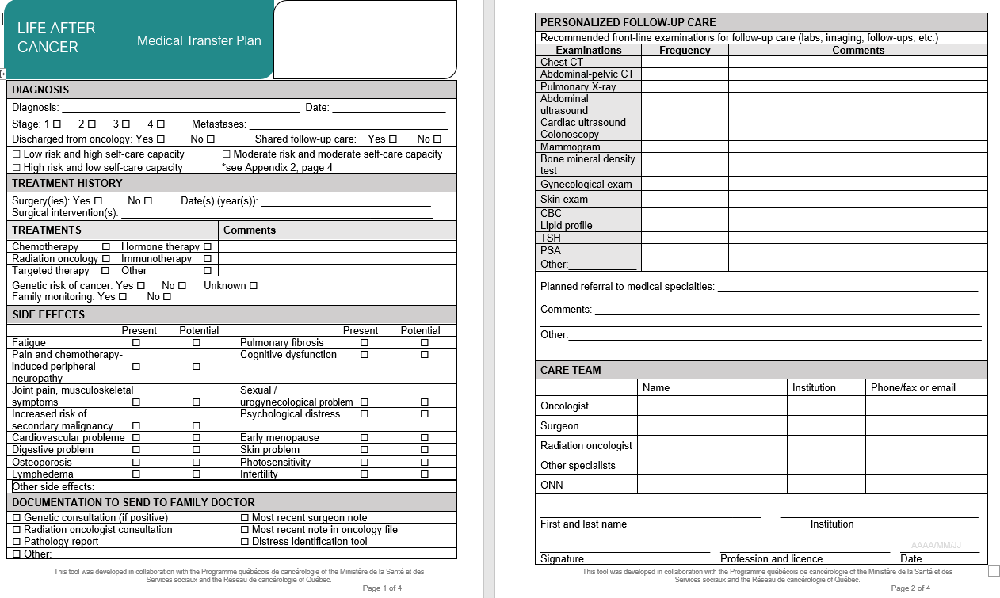 LIFE AFTER
CANCER
Medical Transfer Plan
DIAGNOSIS
Diagnosis: Date:
Stage: 1 ☐ 2 ☐ 3 ☐ 4 ☐ Metastases:
Discharged from oncology: Yes ☐ No ☐ Shared follow-up care: Yes ☐ No ☐
☐ Low risk and high self-care capacity ☐ Moderate risk and moderate self-care capacity
☐ High risk and low self-care capacity *see Appendix 2, page 4
TREATMENT HISTORY
Surgery(ies): Yes ☐ No ☐ Date(s) (year(s)):
Surgical intervention(s):
TREATMENTS Comments
Chemotherapy ☐ Hormone therapy ☐
Radiation oncology ☐ Immunotherapy ☐
Targeted therapy ☐ Other ☐
Genetic risk of cancer: Yes ☐ No ☐ Unknown ☐
Family monitoring: Yes ☐ No ☐
SIDE EFFECTS
Present Potential Present Potential
Fatigue ☐ ☐ Pulmonary fibrosis ☐ ☐
Pain and chemotherapy- Cognitive dysfunction ☐ ☐
induced peripheral ☐ ☐
neuropathy
Joint pain, musculoskeletal Sexual /
symptoms ☐ ☐ urogynecological problem ☐ ☐
Increased risk of Psychological distress ☐ ☐
secondary malignancy ☐ ☐
Cardiovascular probleme ☐ ☐ Early menopause ☐ ☐
Digestive problem ☐ ☐ Skin problem ☐ ☐
Osteoporosis ☐ ☐ Photosensitivity ☐ ☐
Lymphedema ☐ ☐ Infertility ☐ ☐
Other side effects:
DOCUMENTATION TO SEND TO FAMILY DOCTOR
☐ Genetic consultation (if positive) ☐ Most recent surgeon note
☐ Radiation oncologist consultation ☐ Most recent note in oncology file
☐ Pathology report ☐ Distress identification tool
☐ Other:
This tool was developed in collaboration with the Programme québécois de cancérologie of the Ministère de la Santé et des
Services sociaux and the Réseau de cancérologie of Québec.
Page 1 of 4
PERSONALIZED FOLLOW-UP CARE
Recommended front-line examinations for follow-up care (labs, imaging, follow-ups, etc.)
Examinations Frequency Comments
Chest CT
Abdominal-pelvic CT
Pulmonary X-ray
Abdominal
ultrasound
Cardiac ultrasound
Colonoscopy
Mammogram
Bone mineral density
test
Gynecological exam
Skin exam
CBC
Lipid profile
TSH
PSA
Other:
Planned referral to medical specialties:
Comments:
Other:
CARE TEAM
Name Institution Phone/fax or email
Oncologist
Surgeon
Radiation oncologist
Other specialists
ONN
First and last name Institution
AAAA/MM/JJ
Signature Profession and licence Date
This tool was developed in collaboration with the Programme québécois de cancérologie of the Ministère de la Santé et des
Services sociaux and the Réseau de cancérologie of Québec.
Page 2 of 4